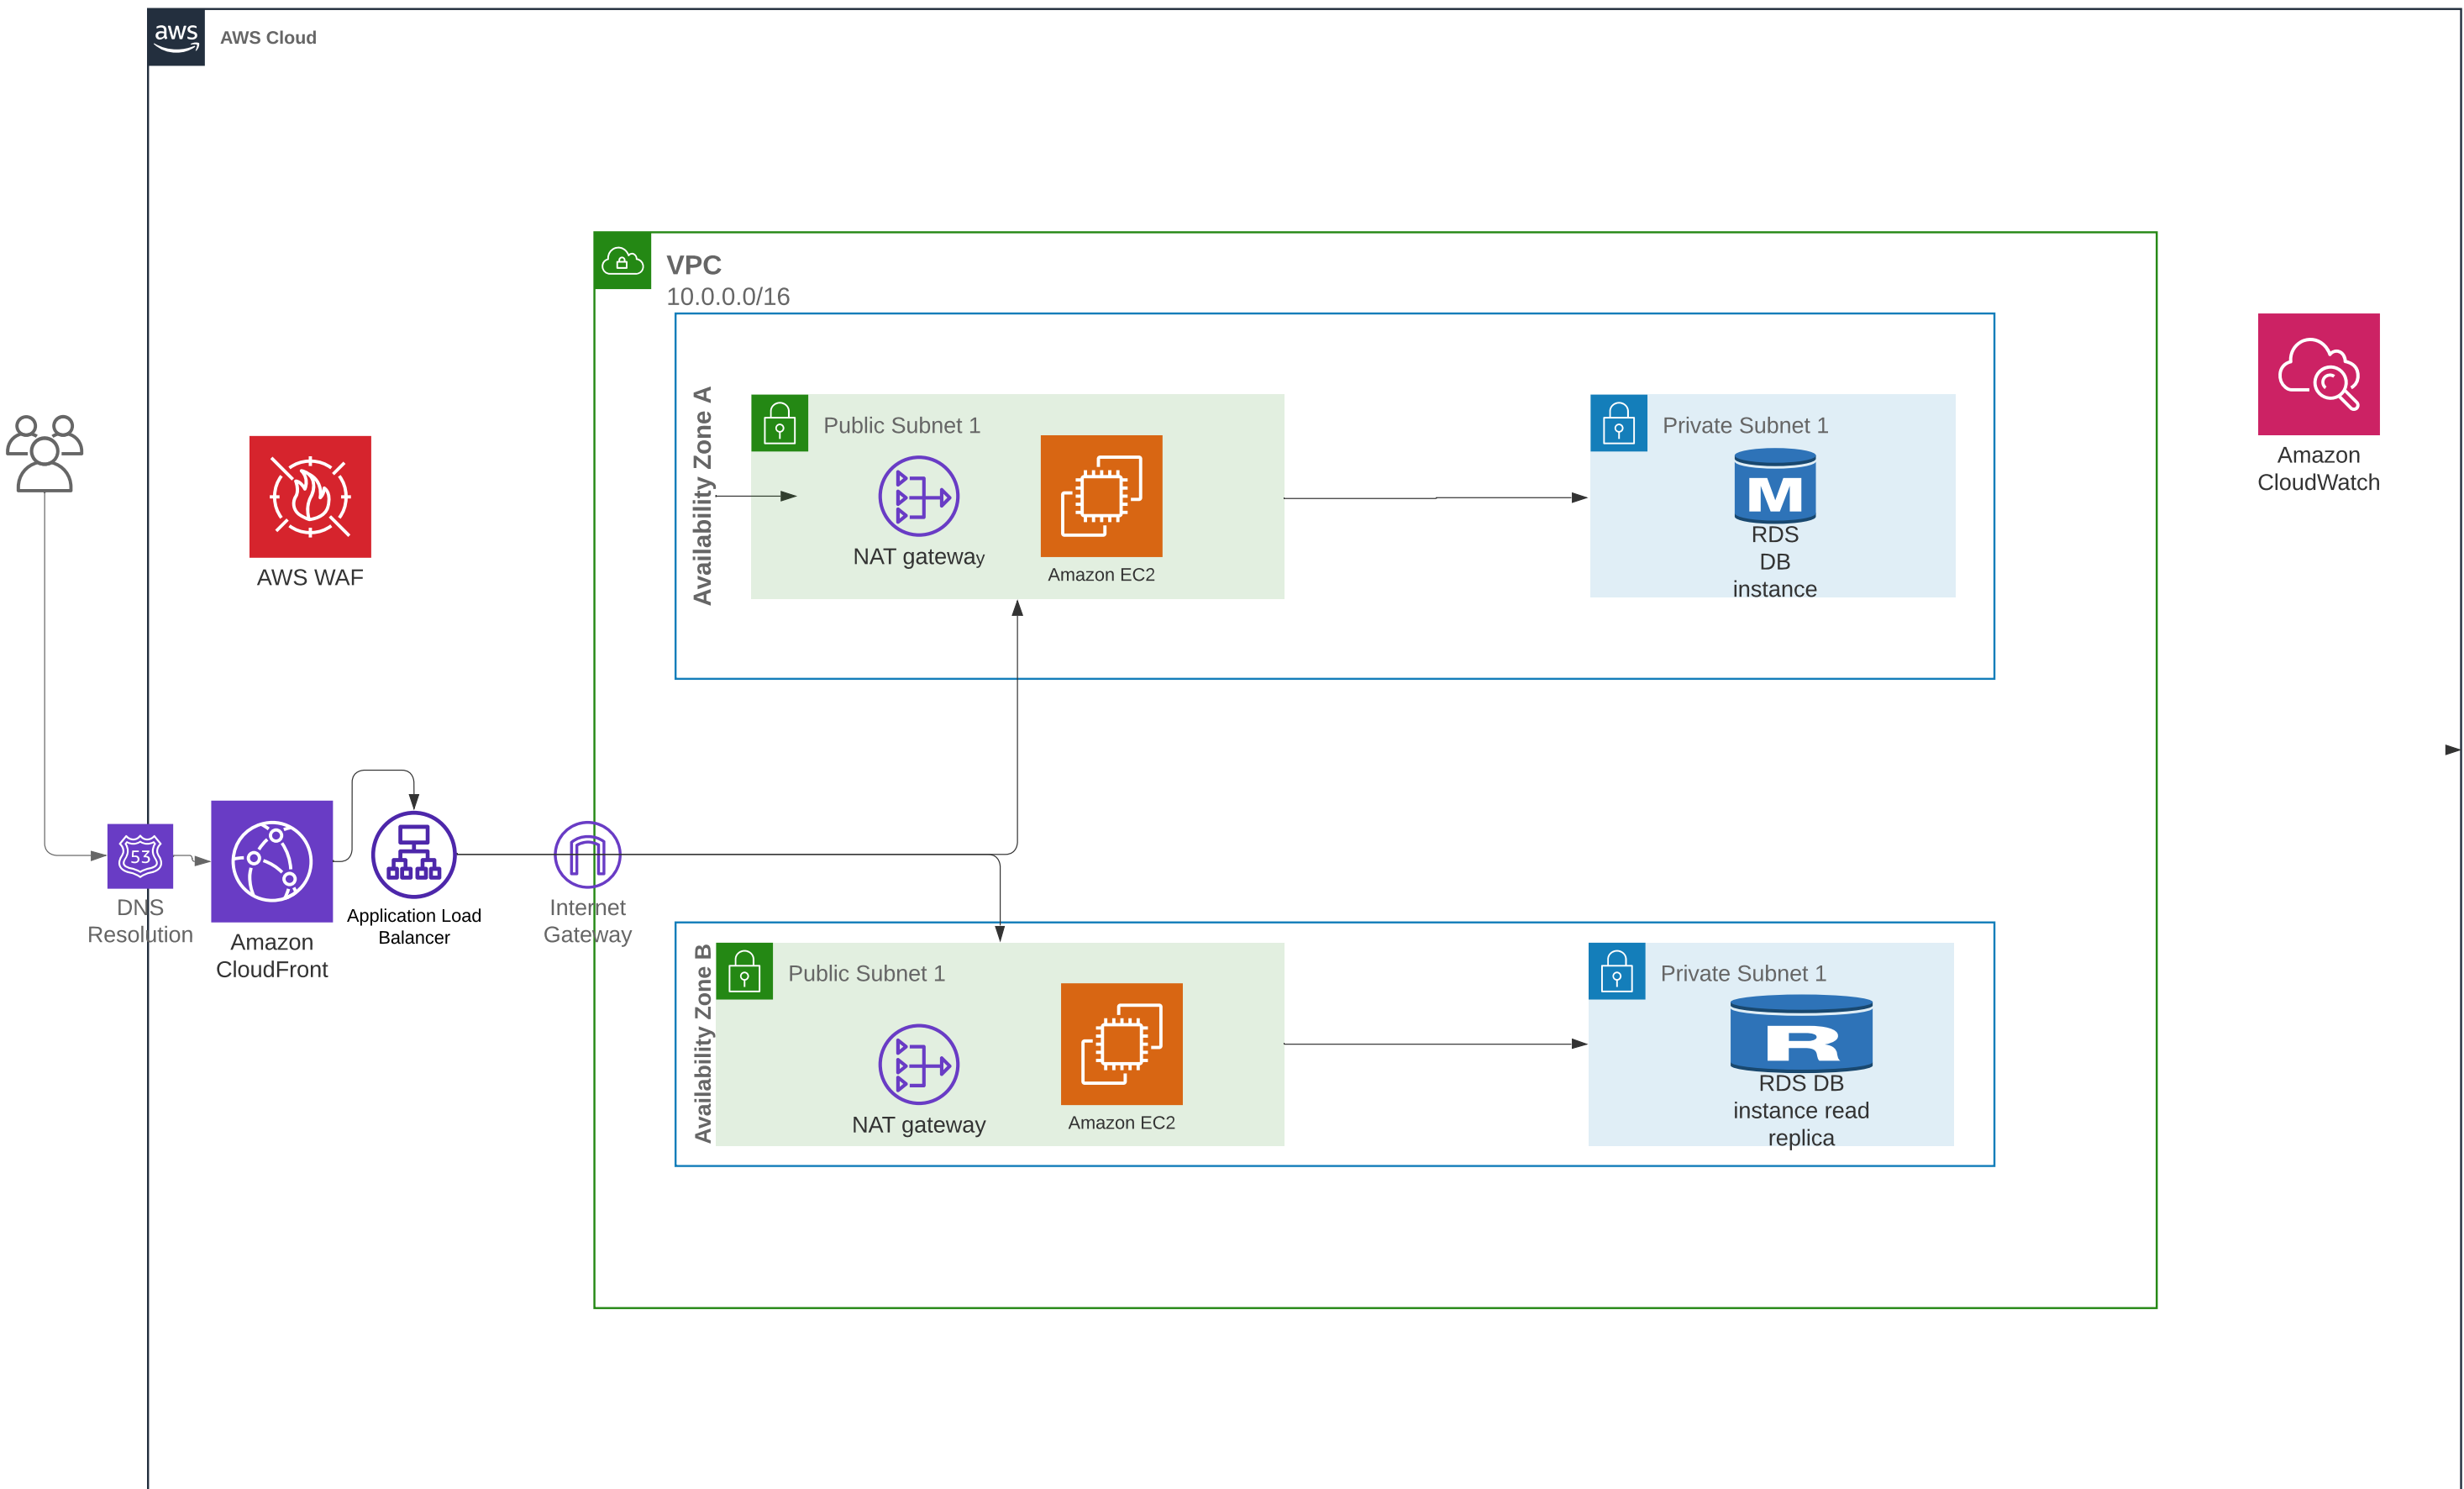 aws
AWS Cloud
VPC
10.0.0.0/16
Availability Zone A
Public Subnet 1
NAT gateway
Amazon EC2
Private Subnet 1
M
RDS
DB
instance
Amazon
CloudWatch
AWS WAF
53
DNS
Resolution
Amazon
CloudFront
Application Load
Balancer
Internet
Gateway
Availability Zone B
Public Subnet 1
NAT gateway
Amazon EC2
Private Subnet 1
R
RDS DB
instance read
replica